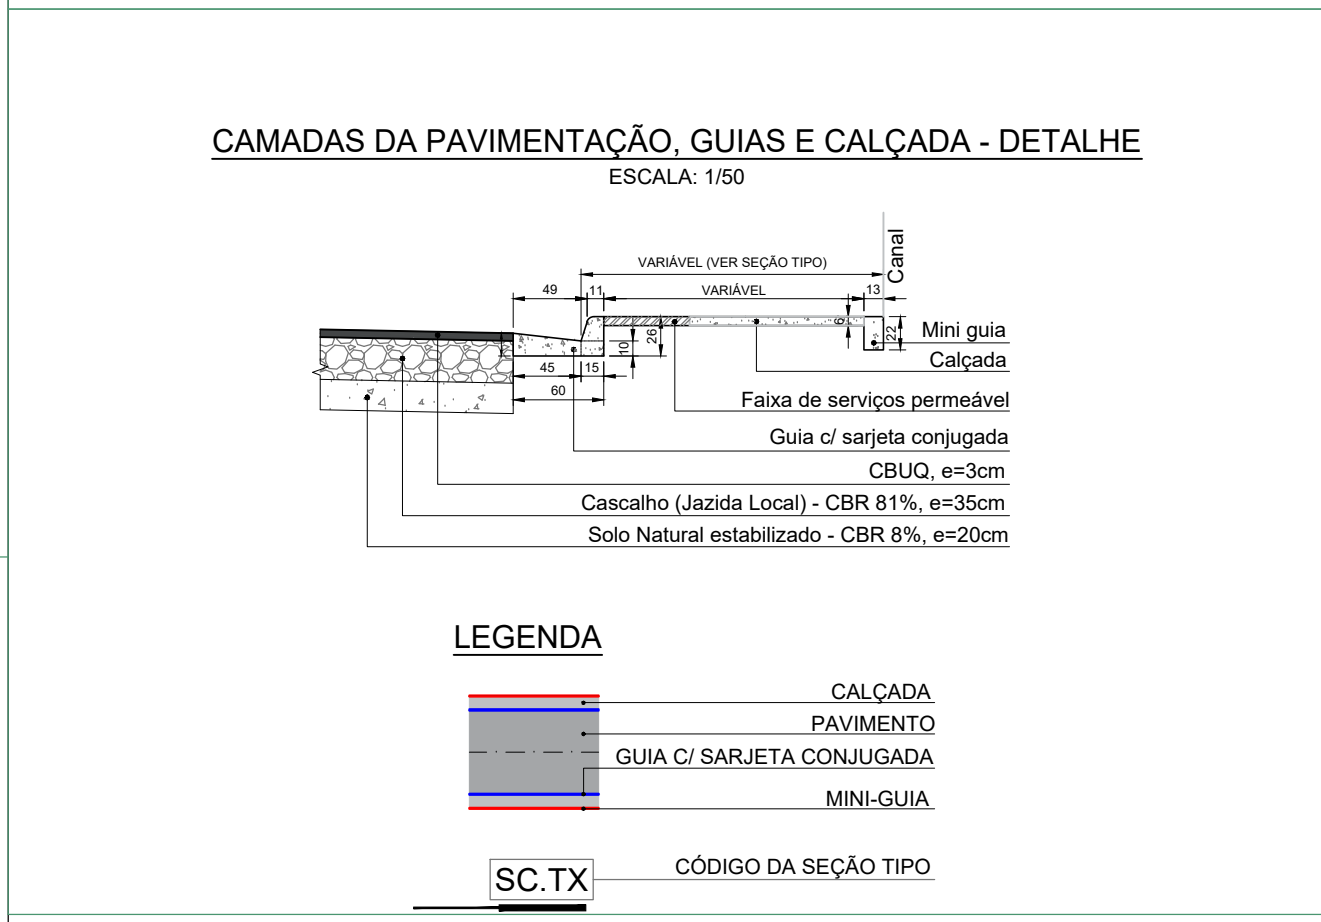 CAMADAS DA PAVIMENTAÇÃO, GUIAS E CALÇADA - DETALHE
ESCALA: 1/50
Canal
VARIÁVEL (VER SEÇÃO TIPO)
49
11
VARIÁVEL
13
6
26
10
22
Mini guia
Calçada
45
15
60
Faixa de serviços permeável
Guia c/ sarjeta conjugada
CBUQ, e=3cm
Cascalho (Jazida Local) - CBR 81%, e=35cm
Solo Natural estabilizado - CBR 8%, e=20cm
LEGENDA
CALÇADA
PAVIMENTO
GUIA C/ SARJETA CONJUGADA
MINI-GUIA
CÓDIGO DA SEÇÃO TIPO
SC.TX